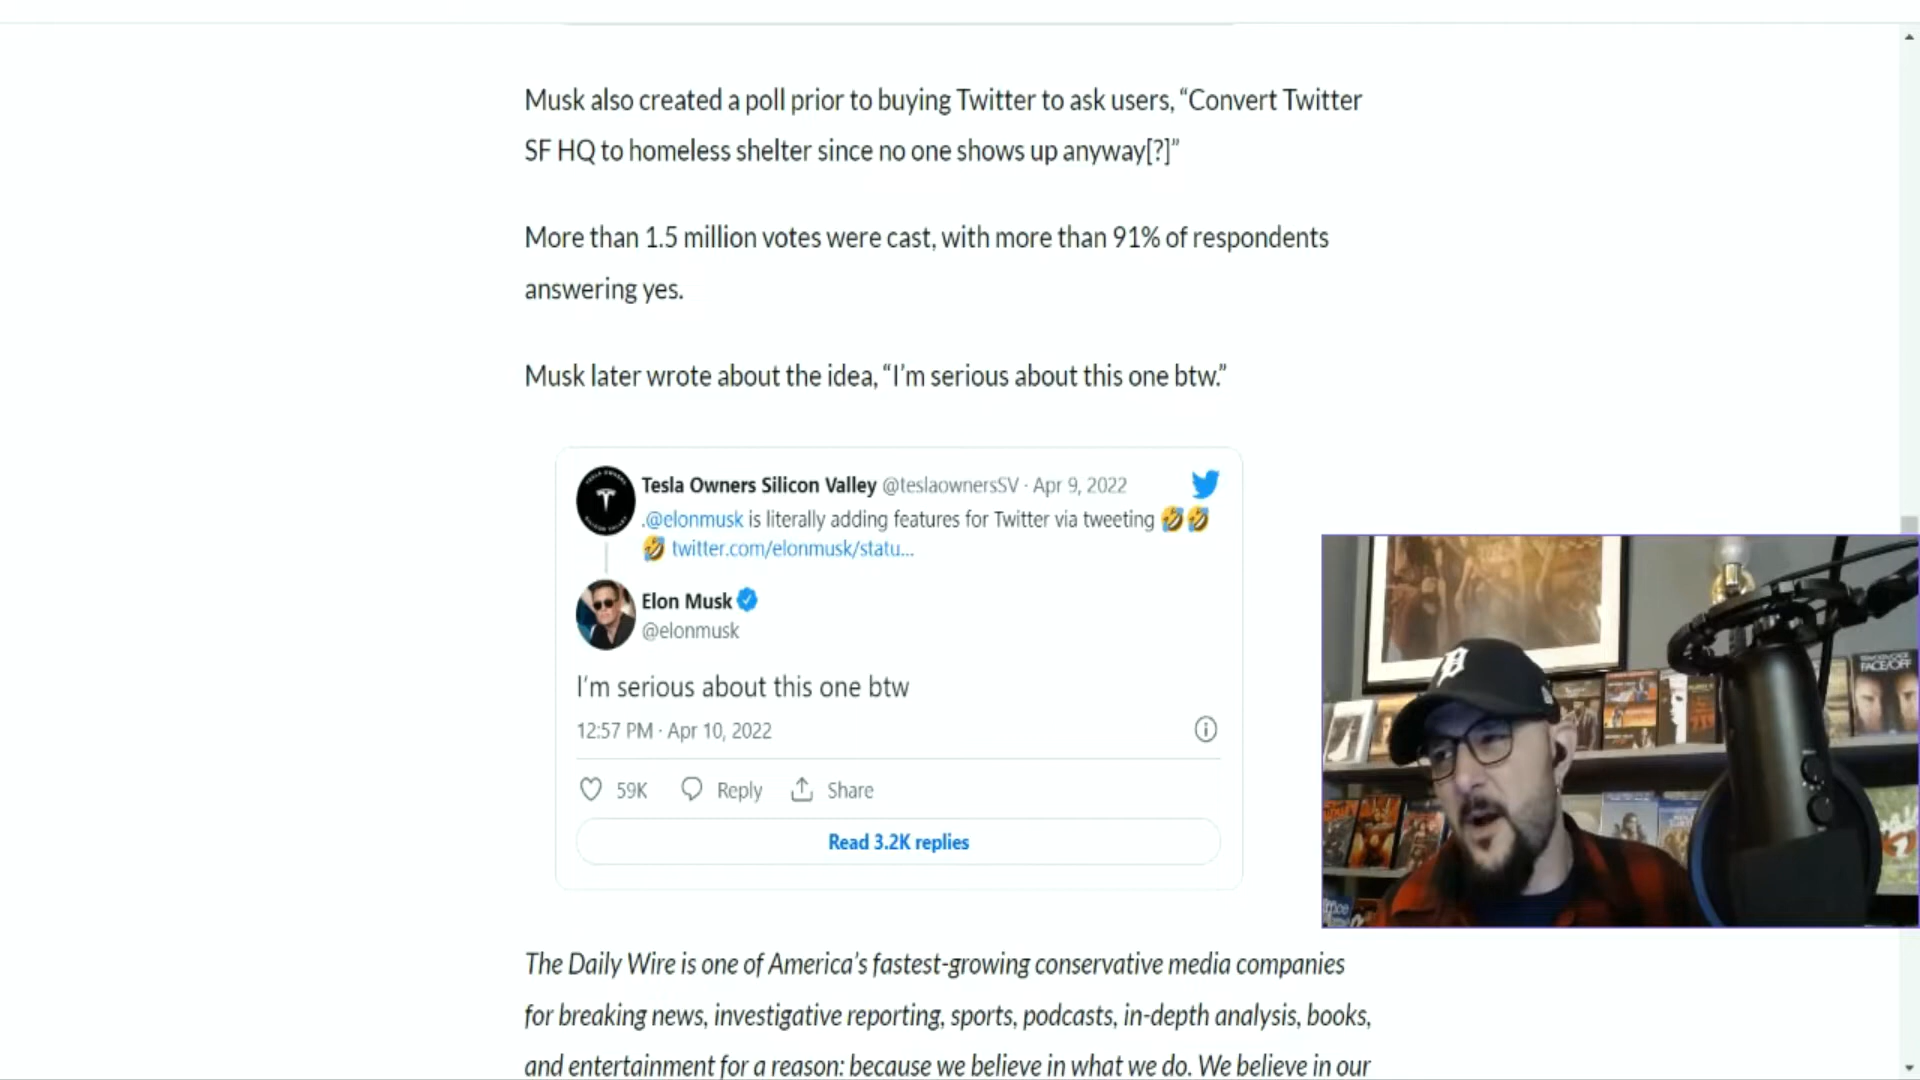 Musk also created a poll prior to buying Twitter to ask users, “Convert Twitter
SF HQ to homeless shelter since no one shows up anyway[?]”
More than 1.5 million votes were cast, with more than 91% of respondents
answering yes.
Musk later wrote about the idea, “I’m serious about this one btw.”
Tesla Owners Silicon Valley @teslaownersSV · Apr 9, 2022
.@elonmusk is literally adding features for Twitter via tweeting 🤣🤣
🤣 twitter.com/elonmusk/statu...
Elon Musk
@elonmusk
I’m serious about this one btw
12:57 PM · Apr 10, 2022
59K Reply Share
Read 3.2K replies
The Daily Wire is one of America’s fastest-growing conservative media companies
for breaking news, investigative reporting, sports, podcasts, in-depth analysis, books,
and entertainment for a reason: because we believe in what we do. We believe in our
FACE/OFF